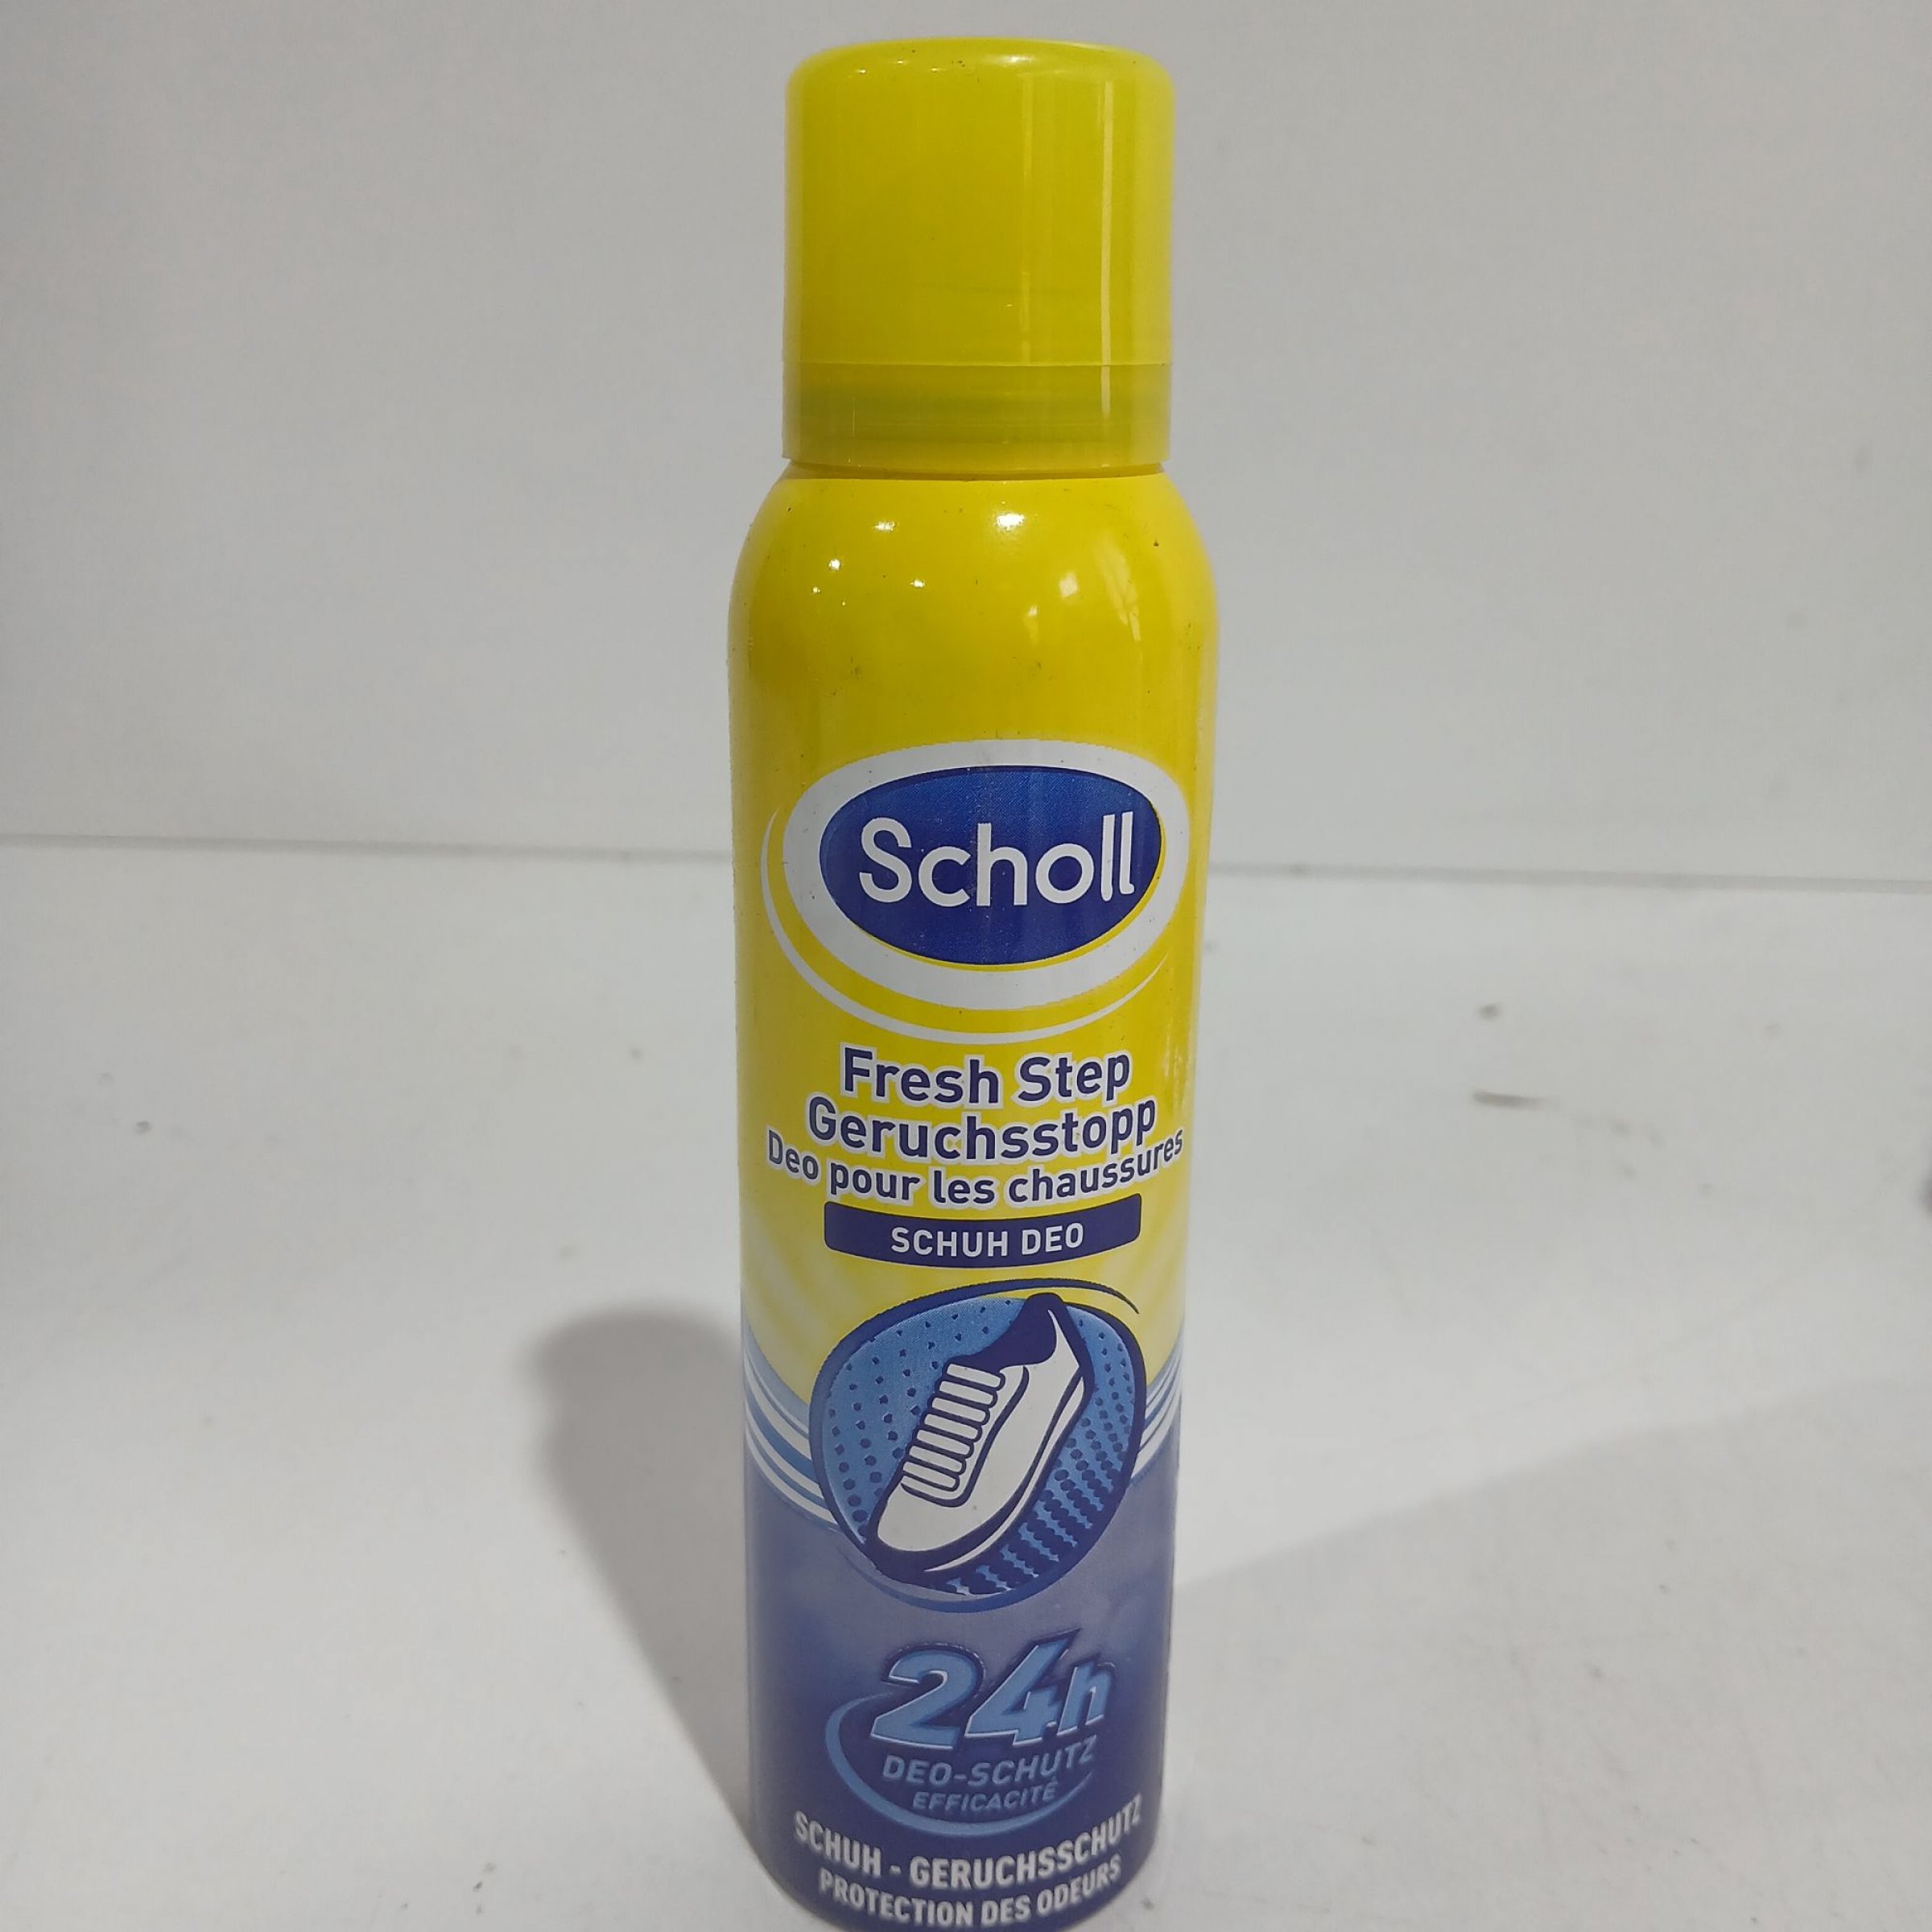 Scholl
Fresh Step
Geruchsstopp
Deo pour les chaussures
SCHUH DEO
24h
DEO-SCHUTZ
EFFICACITÉ
SCHUH - GERUCHSSCHUTZ
PROTECTION DES ODEURS